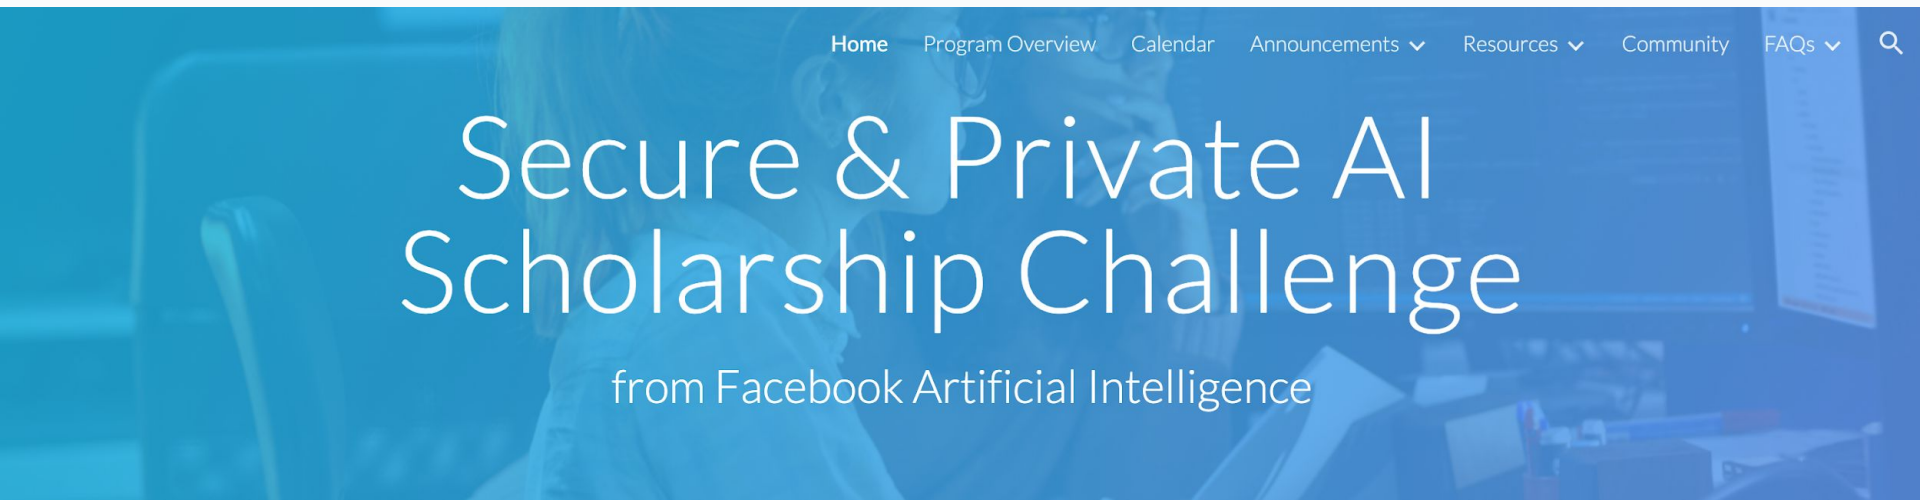 Home Program Overview Calendar Announcements Resources Community FAQs
Secure & Private AI
Scholarship Challenge
from Facebook Artificial Intelligence